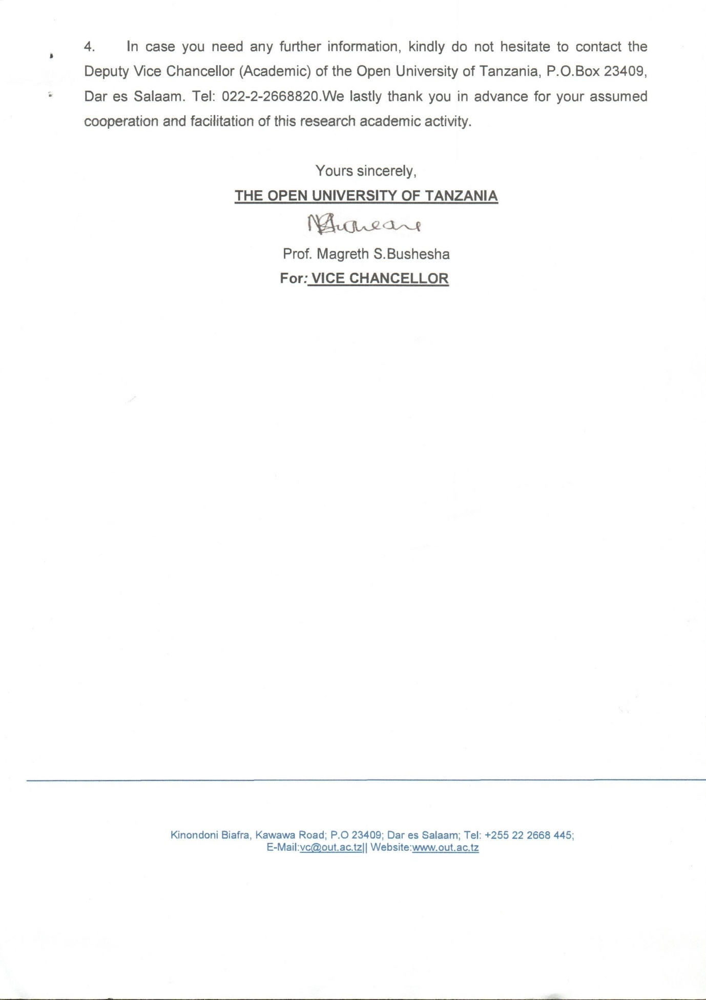 4. In case you need any further information, kindly do not hesitate to contact the
Deputy Vice Chancellor (Academic) of the Open University of Tanzania, P.O.Box 23409,
Dar es Salaam. Tel: 022-2-2668820.We lastly thank you in advance for your assumed
cooperation and facilitation of this research academic activity.
Yours sincerely,
THE OPEN UNIVERSITY OF TANZANIA
Prof. Magreth S.Bushesha
For: VICE CHANCELLOR
Kinondoni Biafra, Kawawa Road; P.O 23409; Dar es Salaam; Tel: +255 22 2668 445;
E-Mail:vc@out.ac.tz|| Website:www.out.ac.tz